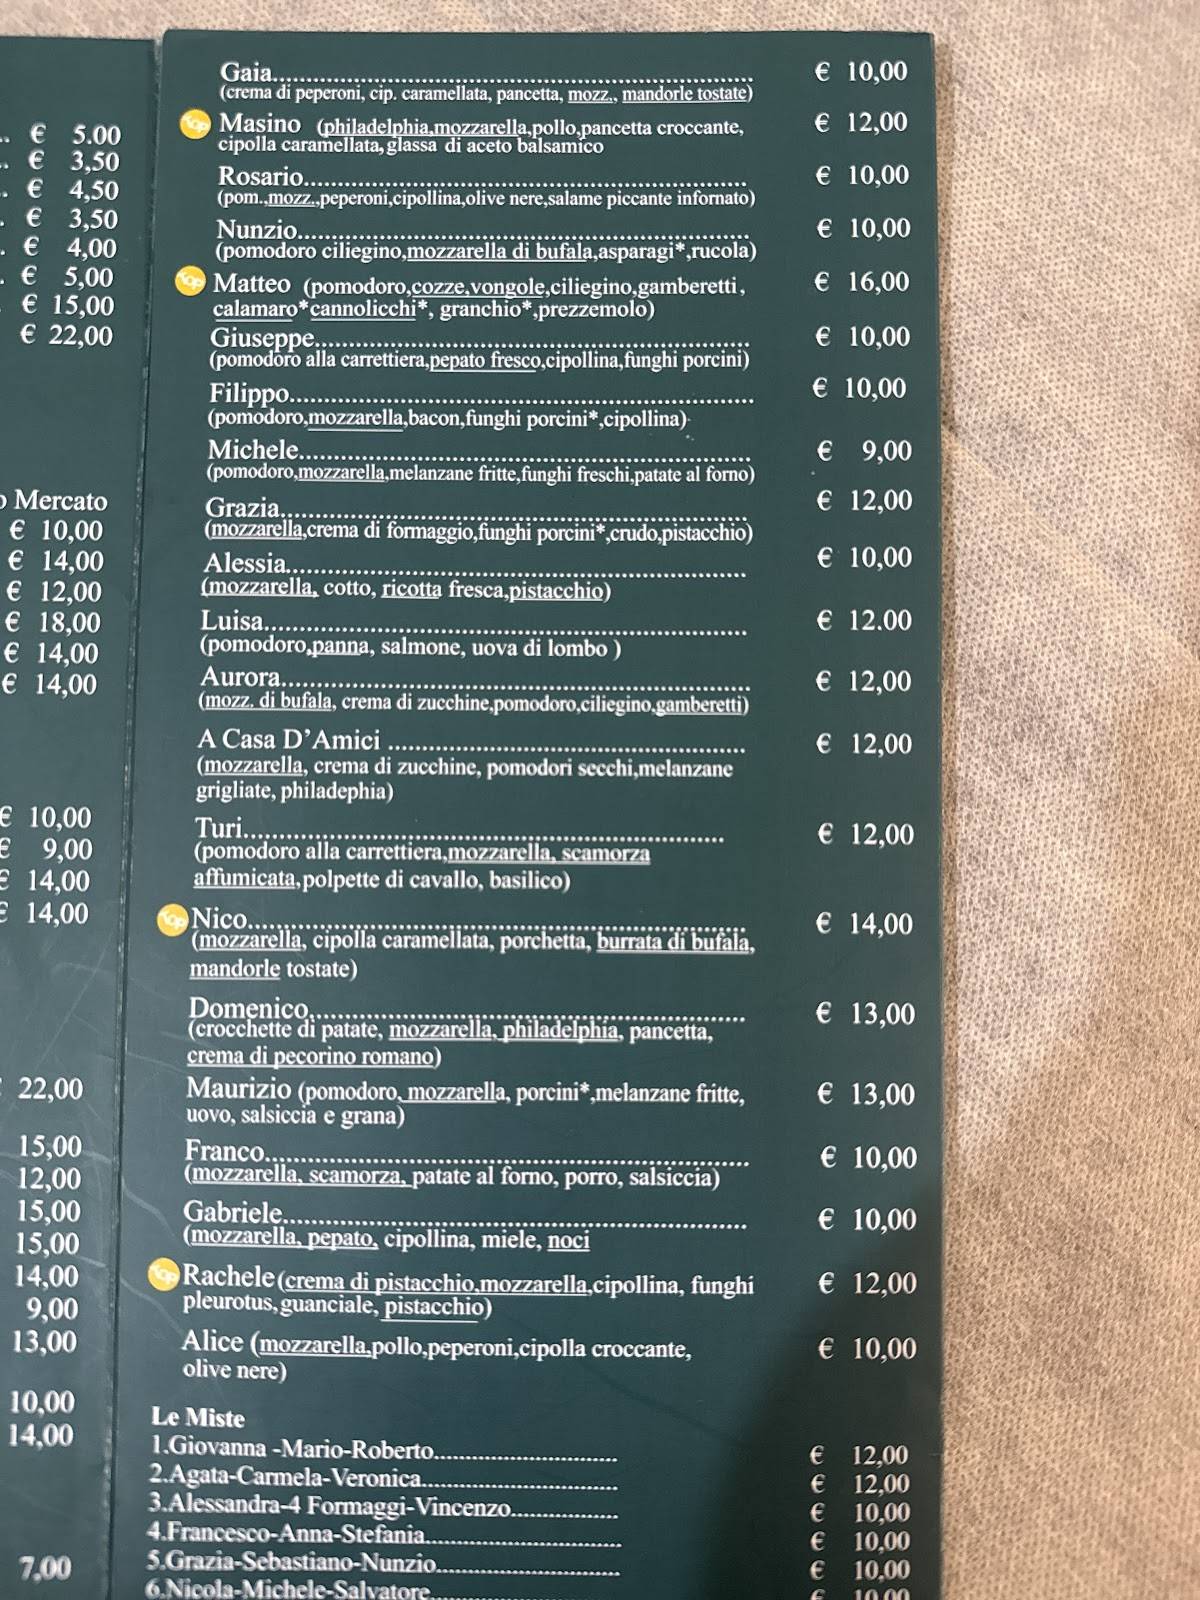 .. € 5.00
.. € 3,50
.. € 4,50
. € 3,50
. € 4,00
. € 5,00
€ 15,00
€ 22,00
Mercato
€ 10,00
€ 14,00
€ 12,00
€ 18,00
€ 14,00
€ 14,00
€ 10,00
€ 9,00
€ 14,00
€ 14,00
22,00
15,00
12,00
15,00
15,00
14,00
9,00
13,00
10,00
14,00
7,00
Gaia.......... € 10,00
(crema di peperoni, cip. caramellata, pancetta, mozz., mandorle tostate)
TOP Masino (philadelphia,mozzarella,pollo,pancetta croccante, € 12,00
cipolla caramellata,glassa di aceto balsamico
Rosario.......... € 10,00
(pom.,mozz.,peperoni,cipollina,olive nere,salame piccante infornato)
Nunzio.......... € 10,00
(pomodoro ciliegino,mozzarella di bufala,asparagi*,rucola)
TOP Matteo (pomodoro,cozze,vongole,ciliegino,gamberetti, € 16,00
calamaro*cannolicchi*, granchio*,prezzemolo)
Giuseppe.......... € 10,00
(pomodoro alla carrettiera,pepato fresco,cipollina,funghi porcini)
Filippo.......... € 10,00
(pomodoro,mozzarella,bacon,funghi porcini*,cipollina)
Michele.......... € 9,00
(pomodoro,mozzarella,melanzane fritte,funghi freschi,patate al forno)
Grazia.......... € 12,00
(mozzarella,crema di formaggio,funghi porcini*,crudo,pistacchio)
Alessia.......... € 10,00
(mozzarella, cotto, ricotta fresca,pistacchio)
Luisa.......... € 12.00
(pomodoro,panna, salmone, uova di lombo )
Aurora.......... € 12,00
(mozz. di bufala, crema di zucchine,pomodoro,ciliegino,gamberetti)
A Casa D'Amici .......... € 12,00
(mozzarella, crema di zucchine, pomodori secchi,melanzane
grigliate, philadephia)
Turi.......... € 12,00
(pomodoro alla carrettiera,mozzarella, scamorza
affumicata,polpette di cavallo, basilico)
TOP Nico.......... € 14,00
(mozzarella, cipolla caramellata, porchetta, burrata di bufala,
mandorle tostate)
Domenico.......... € 13,00
(crocchette di patate, mozzarella, philadelphia, pancetta,
crema di pecorino romano)
Maurizio (pomodoro, mozzarella, porcini*,melanzane fritte, € 13,00
uovo, salsiccia e grana)
Franco.......... € 10,00
(mozzarella, scamorza, patate al forno, porro, salsiccia)
Gabriele.......... € 10,00
(mozzarella, pepato, cipollina, miele, noci
TOP Rachele(crema di pistacchio,mozzarella,cipollina, funghi € 12,00
pleurotus,guanciale, pistacchio)
Alice (mozzarella,pollo,peperoni,cipolla croccante, € 10,00
olive nere)
Le Miste
1.Giovanna -Mario-Roberto.......... € 12,00
2.Agata-Carmela-Veronica.......... € 12,00
3.Alessandra-4 Formaggi-Vincenzo.......... € 10,00
4.Francesco-Anna-Stefania.......... € 10,00
5.Grazia-Sebastiano-Nunzio.......... € 10,00
6.Nicola-Michele-Salvatore.......... € 10,00